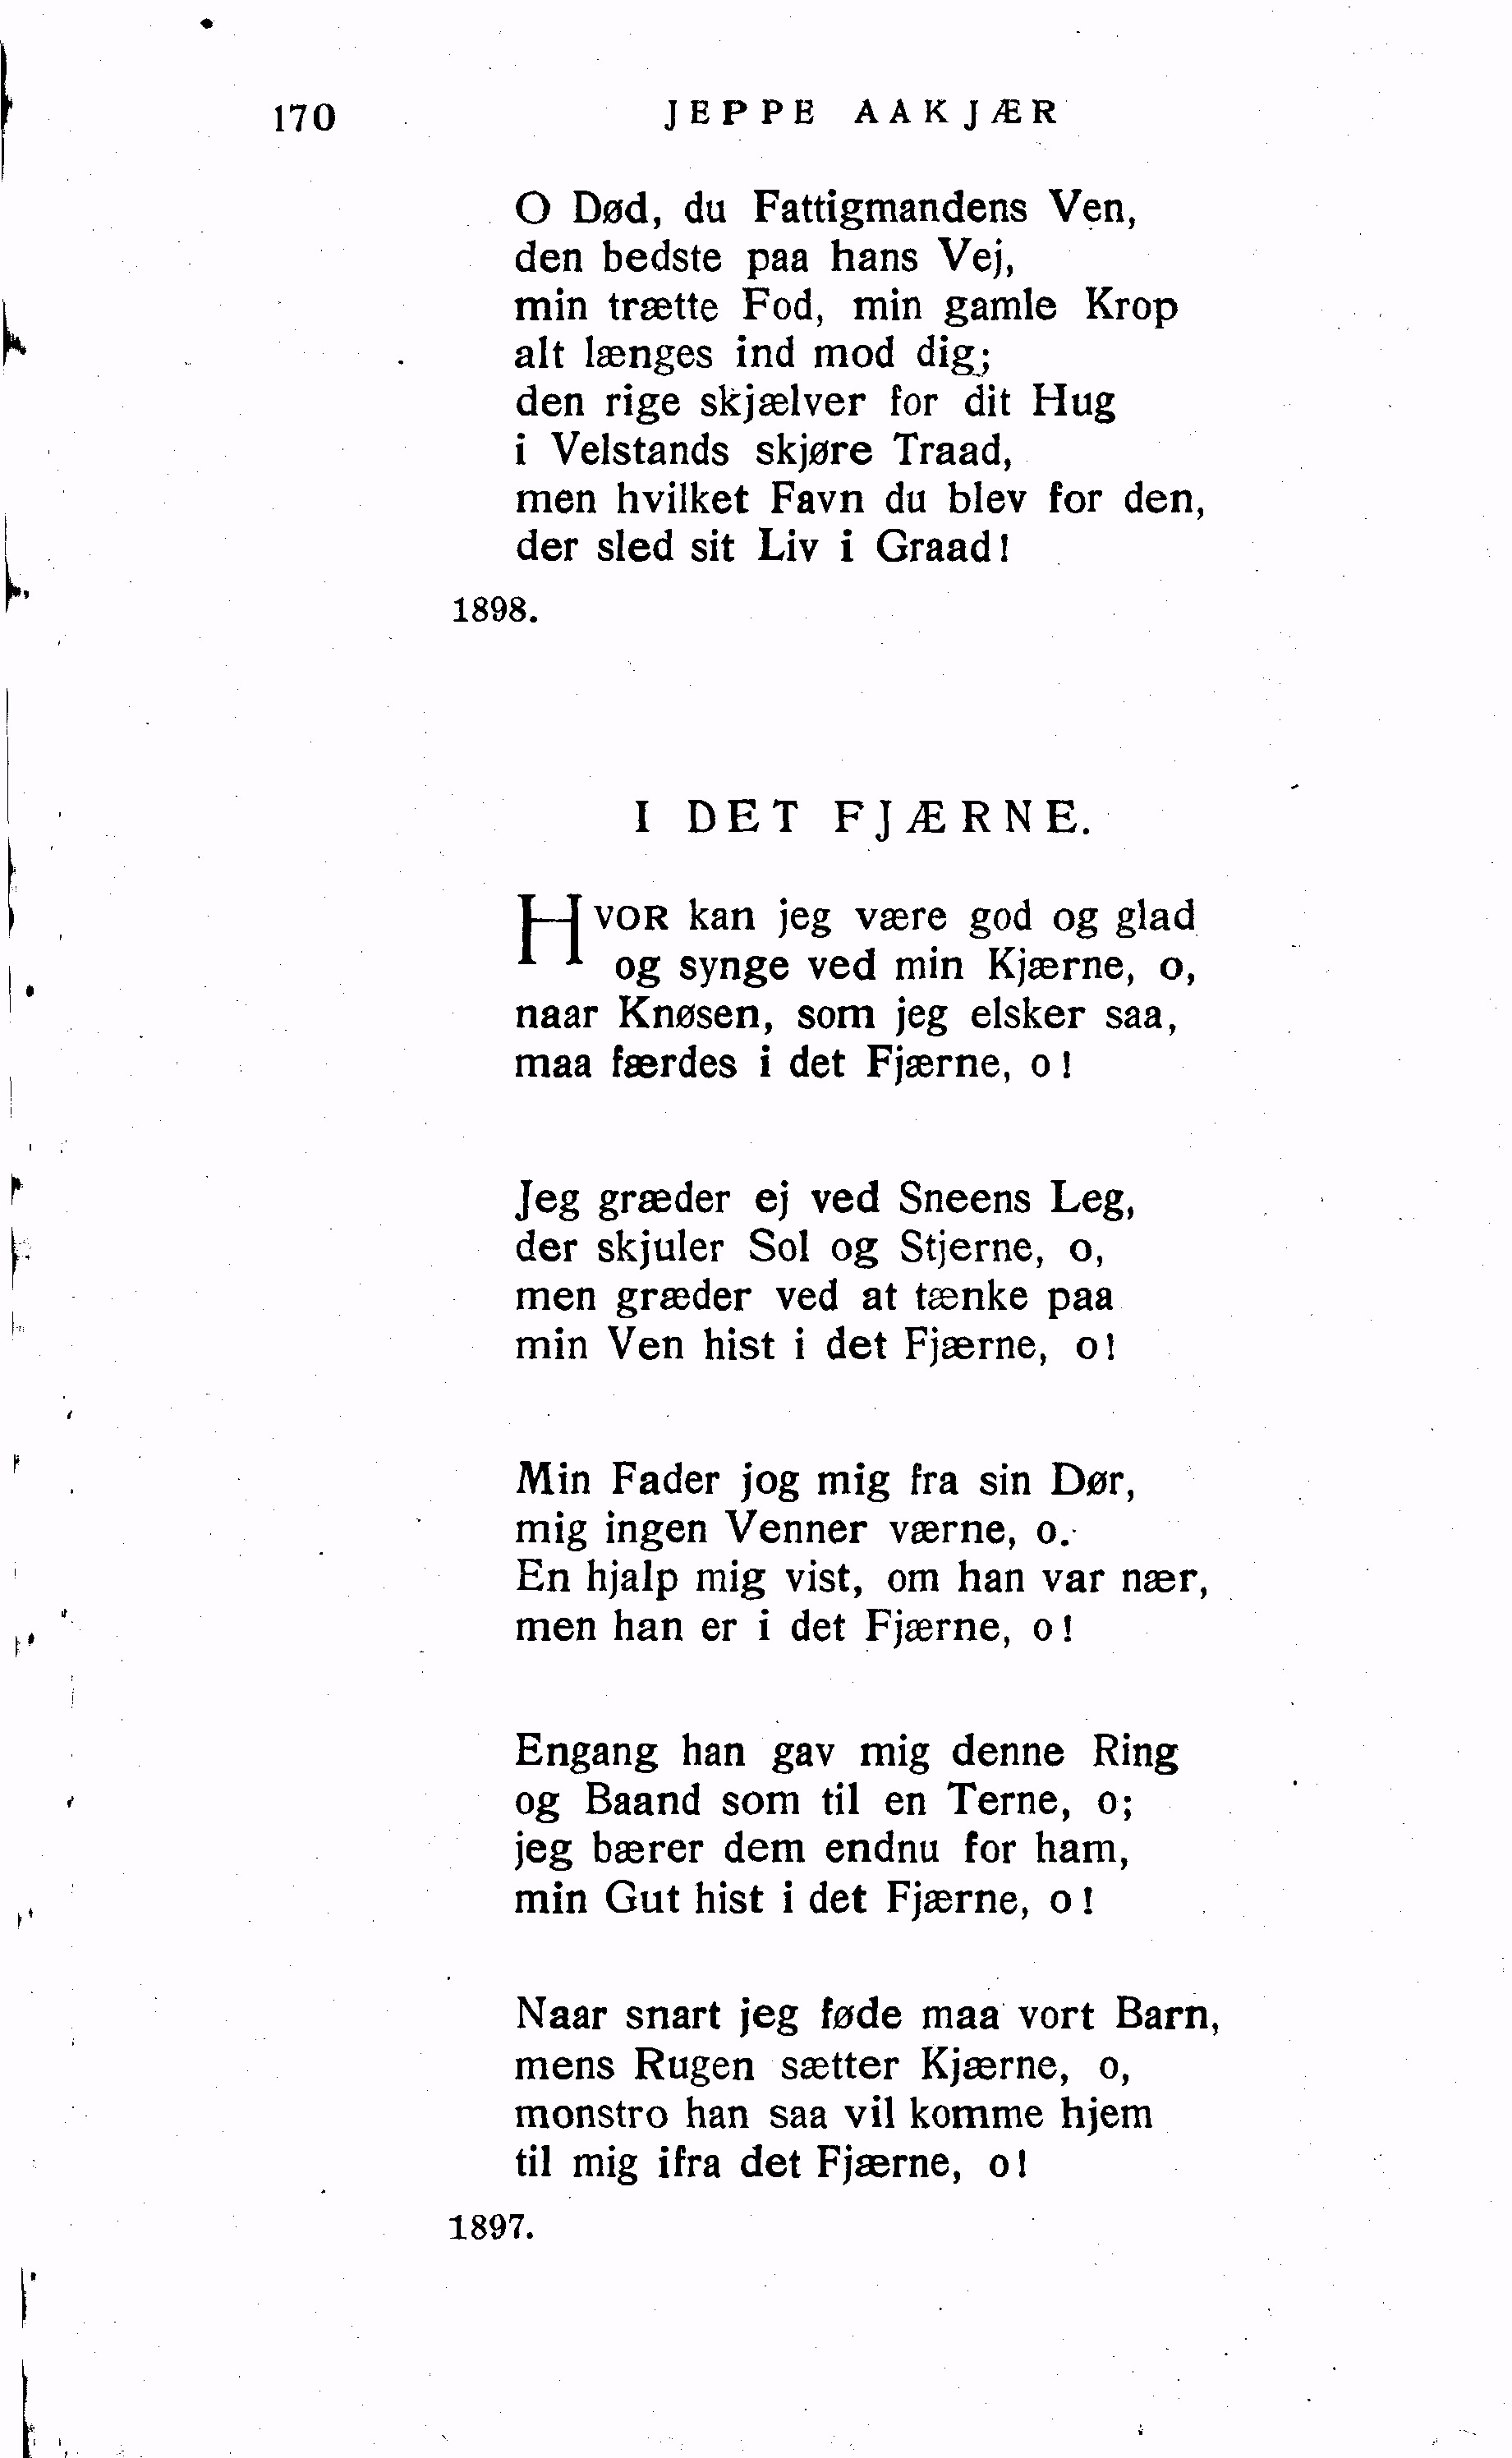 170 JEPPE AAKJÆR
O Død, du Fattigmandens Ven,
den bedste paa hans Vej,
min trætte Fod, min gamle Krop
alt længes ind mod dig;
den rige skjælver for dit Hug
i Velstands skjøre Traad,
men hvilket Favn du blev for den,
der sled sit Liv i Graad!
1898.
I DET FJÆRNE.
HVOR kan jeg være god og glad
og synge ved min Kjærne, o,
naar Knøsen, som jeg elsker saa,
maa færdes i det Fjærne, o!
Jeg græder ej ved Sneens Leg,
der skjuler Sol og Stjerne, o,
men græder ved at tænke paa
min Ven hist i det Fjærne, o!
Min Fader jog mig fra sin Dør,
mig ingen Venner værne, o.
En hjalp mig vist, om han var nær,
men han er i det Fjærne, o!
Engang han gav mig denne Ring
og Baand som til en Terne, o;
jeg bærer dem endnu for ham,
min Gut hist i det Fjærne, o!
Naar snart jeg føde maa vort Barn,
mens Rugen sætter Kjærne, o,
monstro han saa vil komme hjem
til mig ifra det Fjærne, o!
1897.